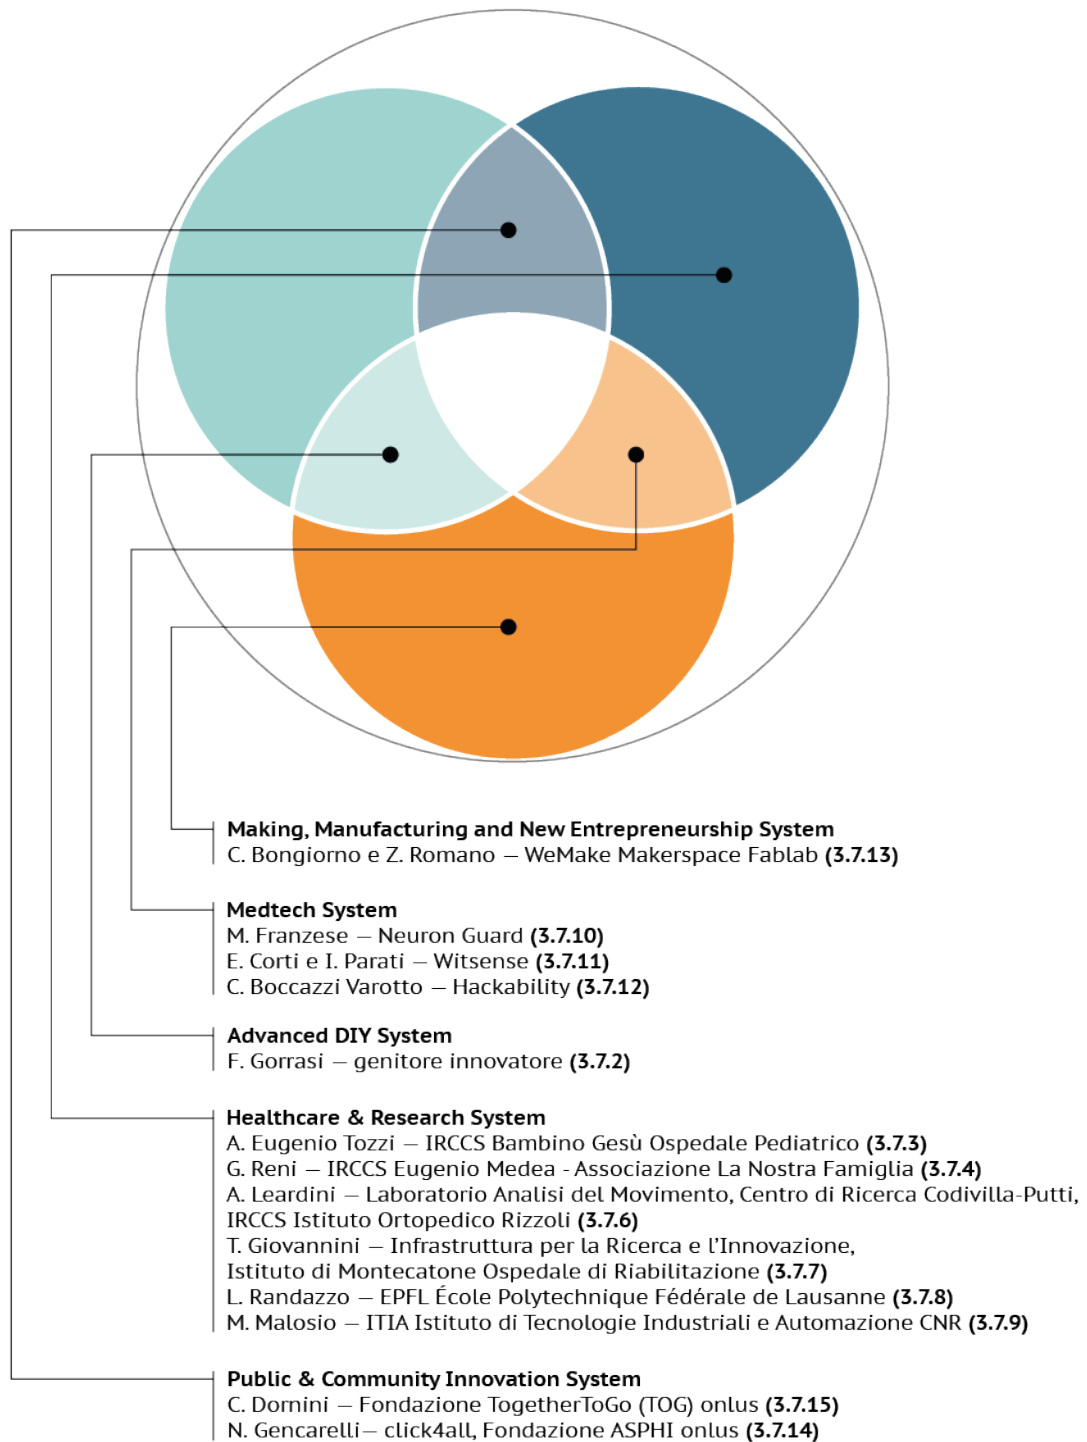 Making, Manufacturing and New Entrepreneurship System
C. Bongiorno e Z. Romano — WeMake Makerspace Fablab (3.7.13)
Medtech System
M. Franzese — Neuron Guard (3.7.10)
E. Corti e I. Parati — Witsense (3.7.11)
C. Boccazzi Varotto — Hackability (3.7.12)
Advanced DIY System
F. Gorrasi — genitore innovatore (3.7.2)
Healthcare & Research System
A. Eugenio Tozzi — IRCCS Bambino Gesù Ospedale Pediatrico (3.7.3)
G. Reni — IRCCS Eugenio Medea - Associazione La Nostra Famiglia (3.7.4)
A. Leardini — Laboratorio Analisi del Movimento, Centro di Ricerca Codivilla-Putti,
IRCCS Istituto Ortopedico Rizzoli (3.7.6)
T. Giovannini — Infrastruttura per la Ricerca e l’Innovazione,
Istituto di Montecatone Ospedale di Riabilitazione (3.7.7)
L. Randazzo — EPFL École Polytechnique Fédérale de Lausanne (3.7.8)
M. Malosio — ITIA Istituto di Tecnologie Industriali e Automazione CNR (3.7.9)
Public & Community Innovation System
C. Dornini — Fondazione TogetherToGo (TOG) onlus (3.7.15)
N. Gencarelli— click4all, Fondazione ASPHI onlus (3.7.14)